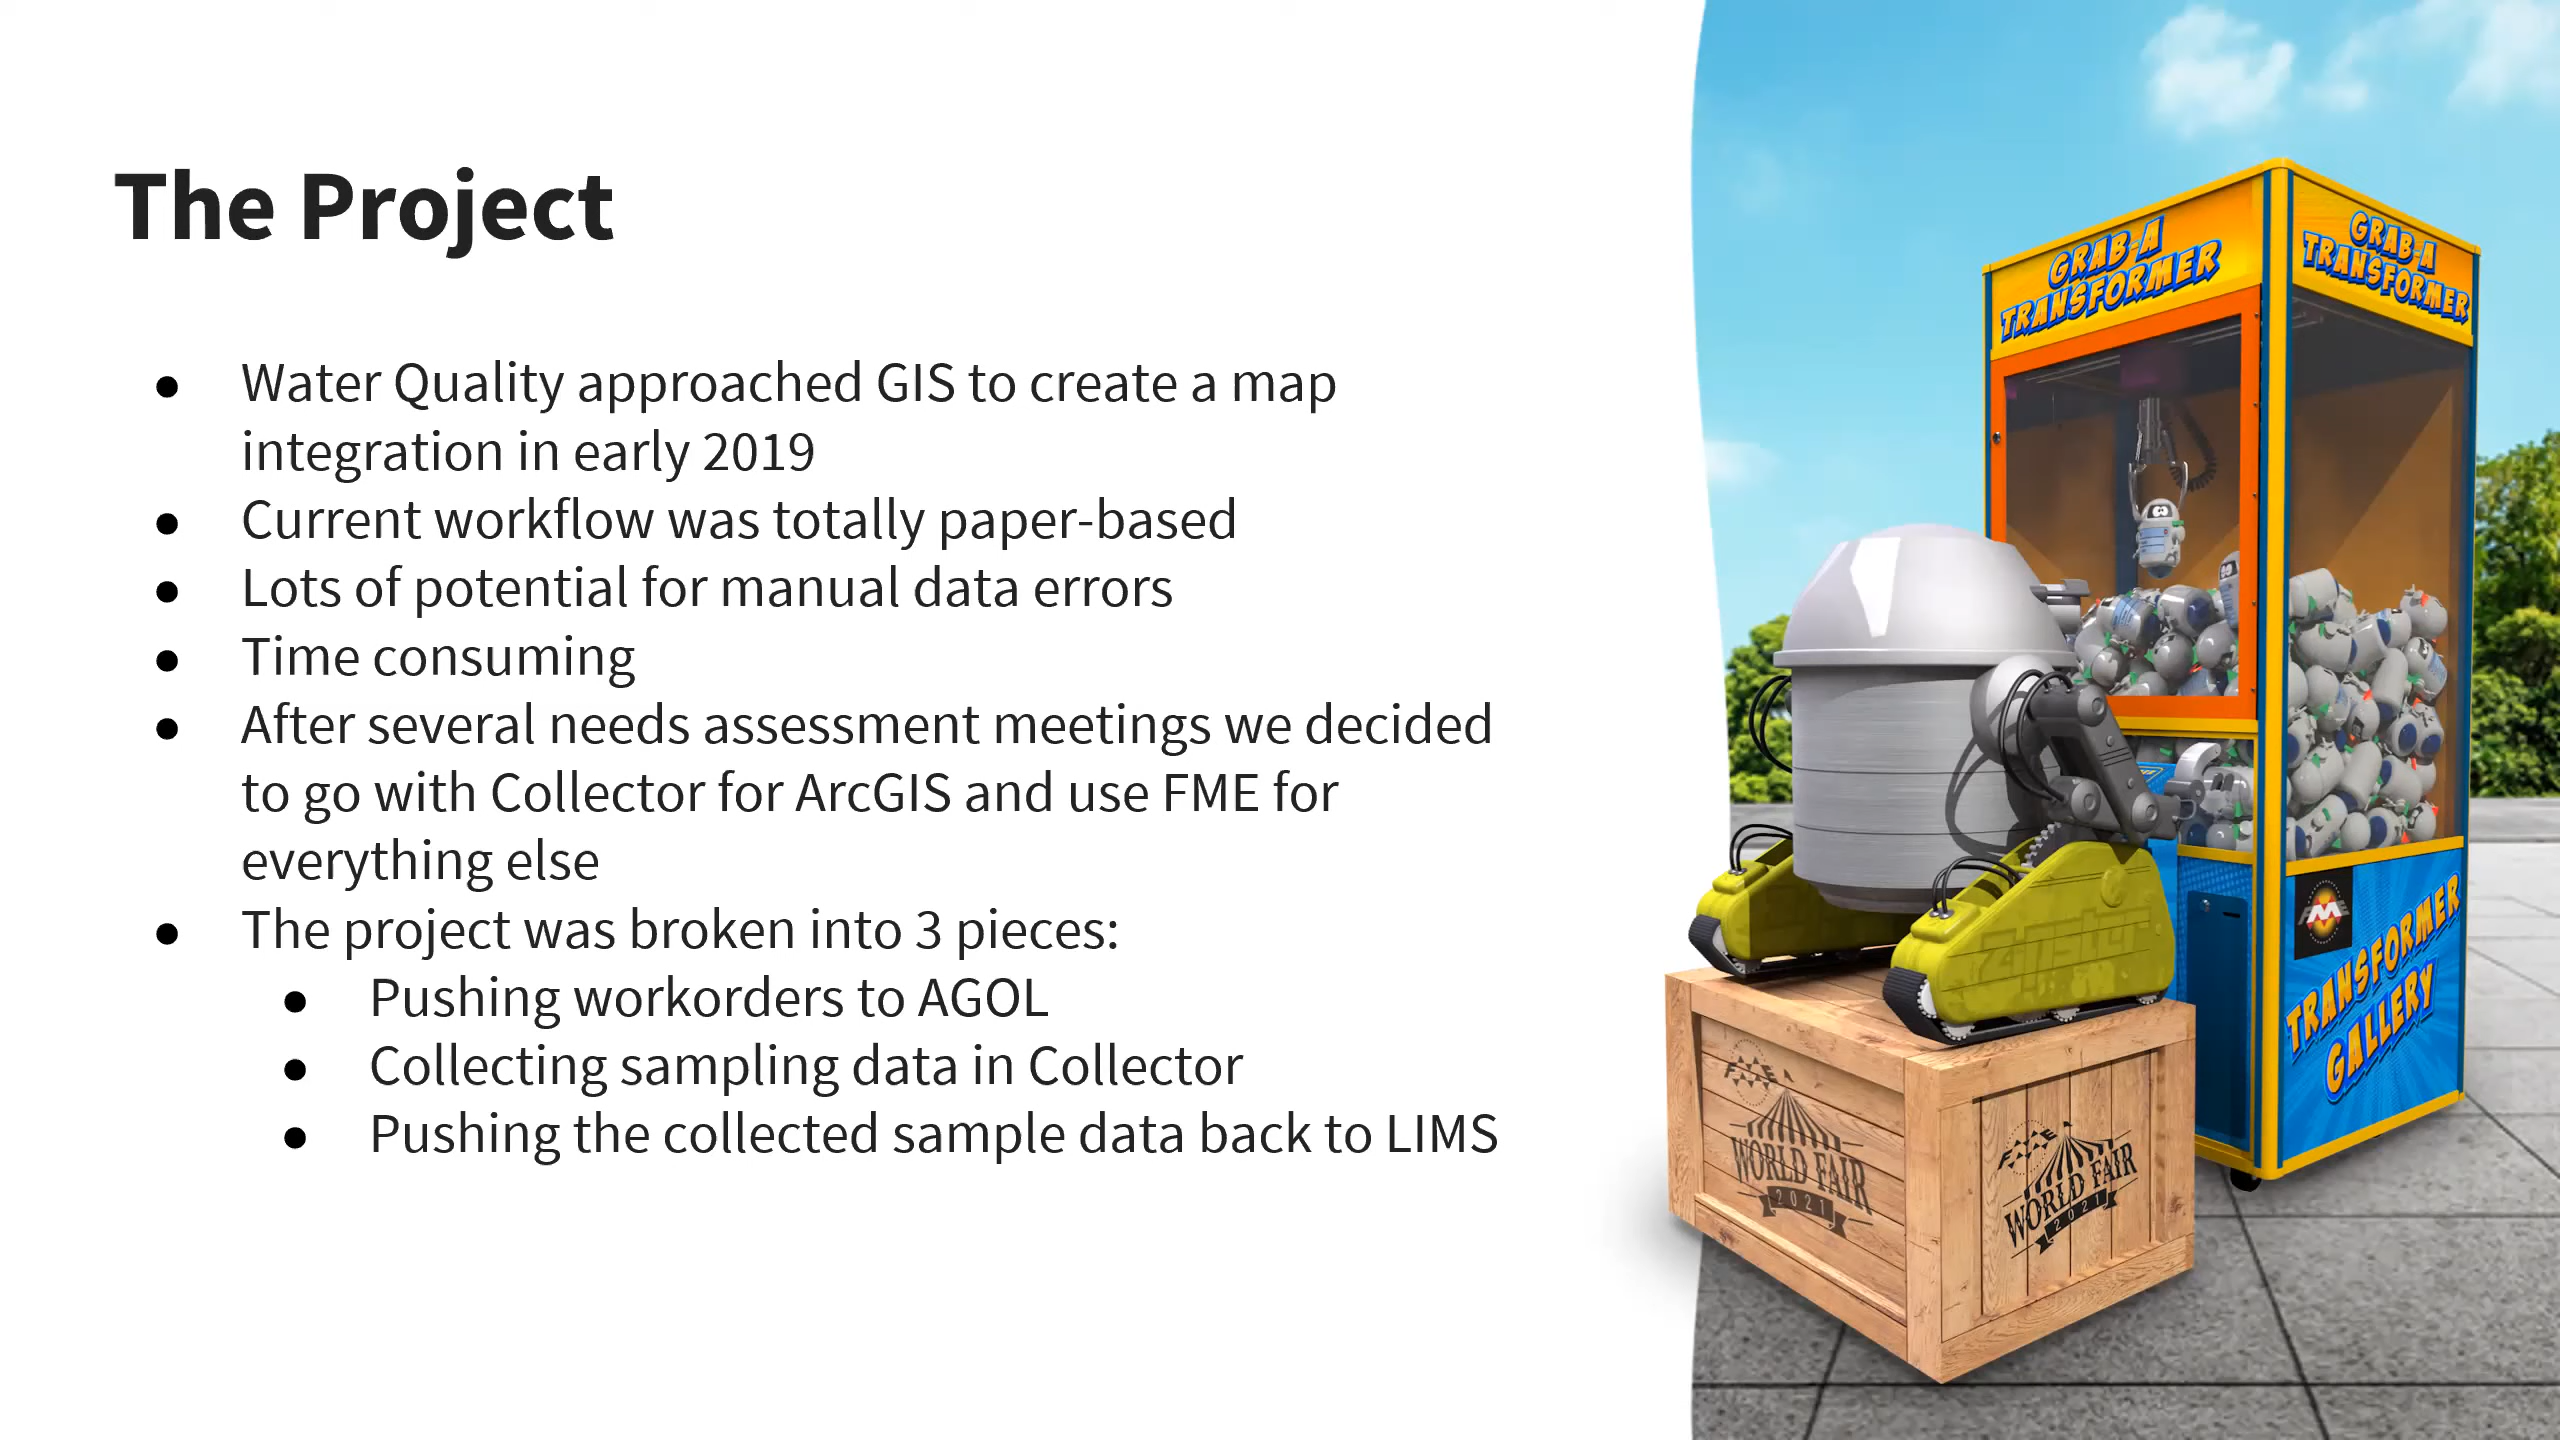 The Project
Water Quality approached GIS to create a map
integration in early 2019
Current workflow was totally paper-based
Lots of potential for manual data errors
Time consuming
After several needs assessment meetings we decided
to go with Collector for ArcGIS and use FME for
everything else
The project was broken into 3 pieces:
Pushing workorders to AGOL
Collecting sampling data in Collector
Pushing the collected sample data back to LIMS
GRAB-A
TRANSFORMER
GRAB-A
TRANSFORMER
FME
TRANSFORMER
GALLERY
FME
WORLD FAIR
2021
FME
WORLD FAIR
2021